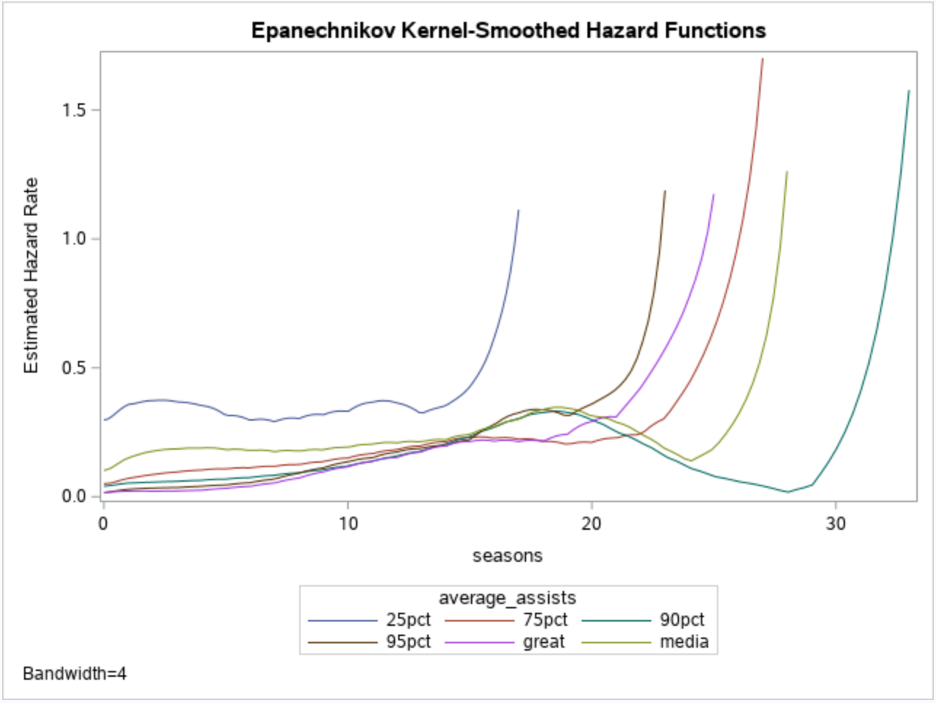 Epanechnikov Kernel-Smoothed Hazard Functions
Estimated Hazard Rate
1.5
1.0
0.5
0.0
0 10 20 30
seasons
average_assists
25pct 75pct 90pct
95pct great media
Bandwidth=4